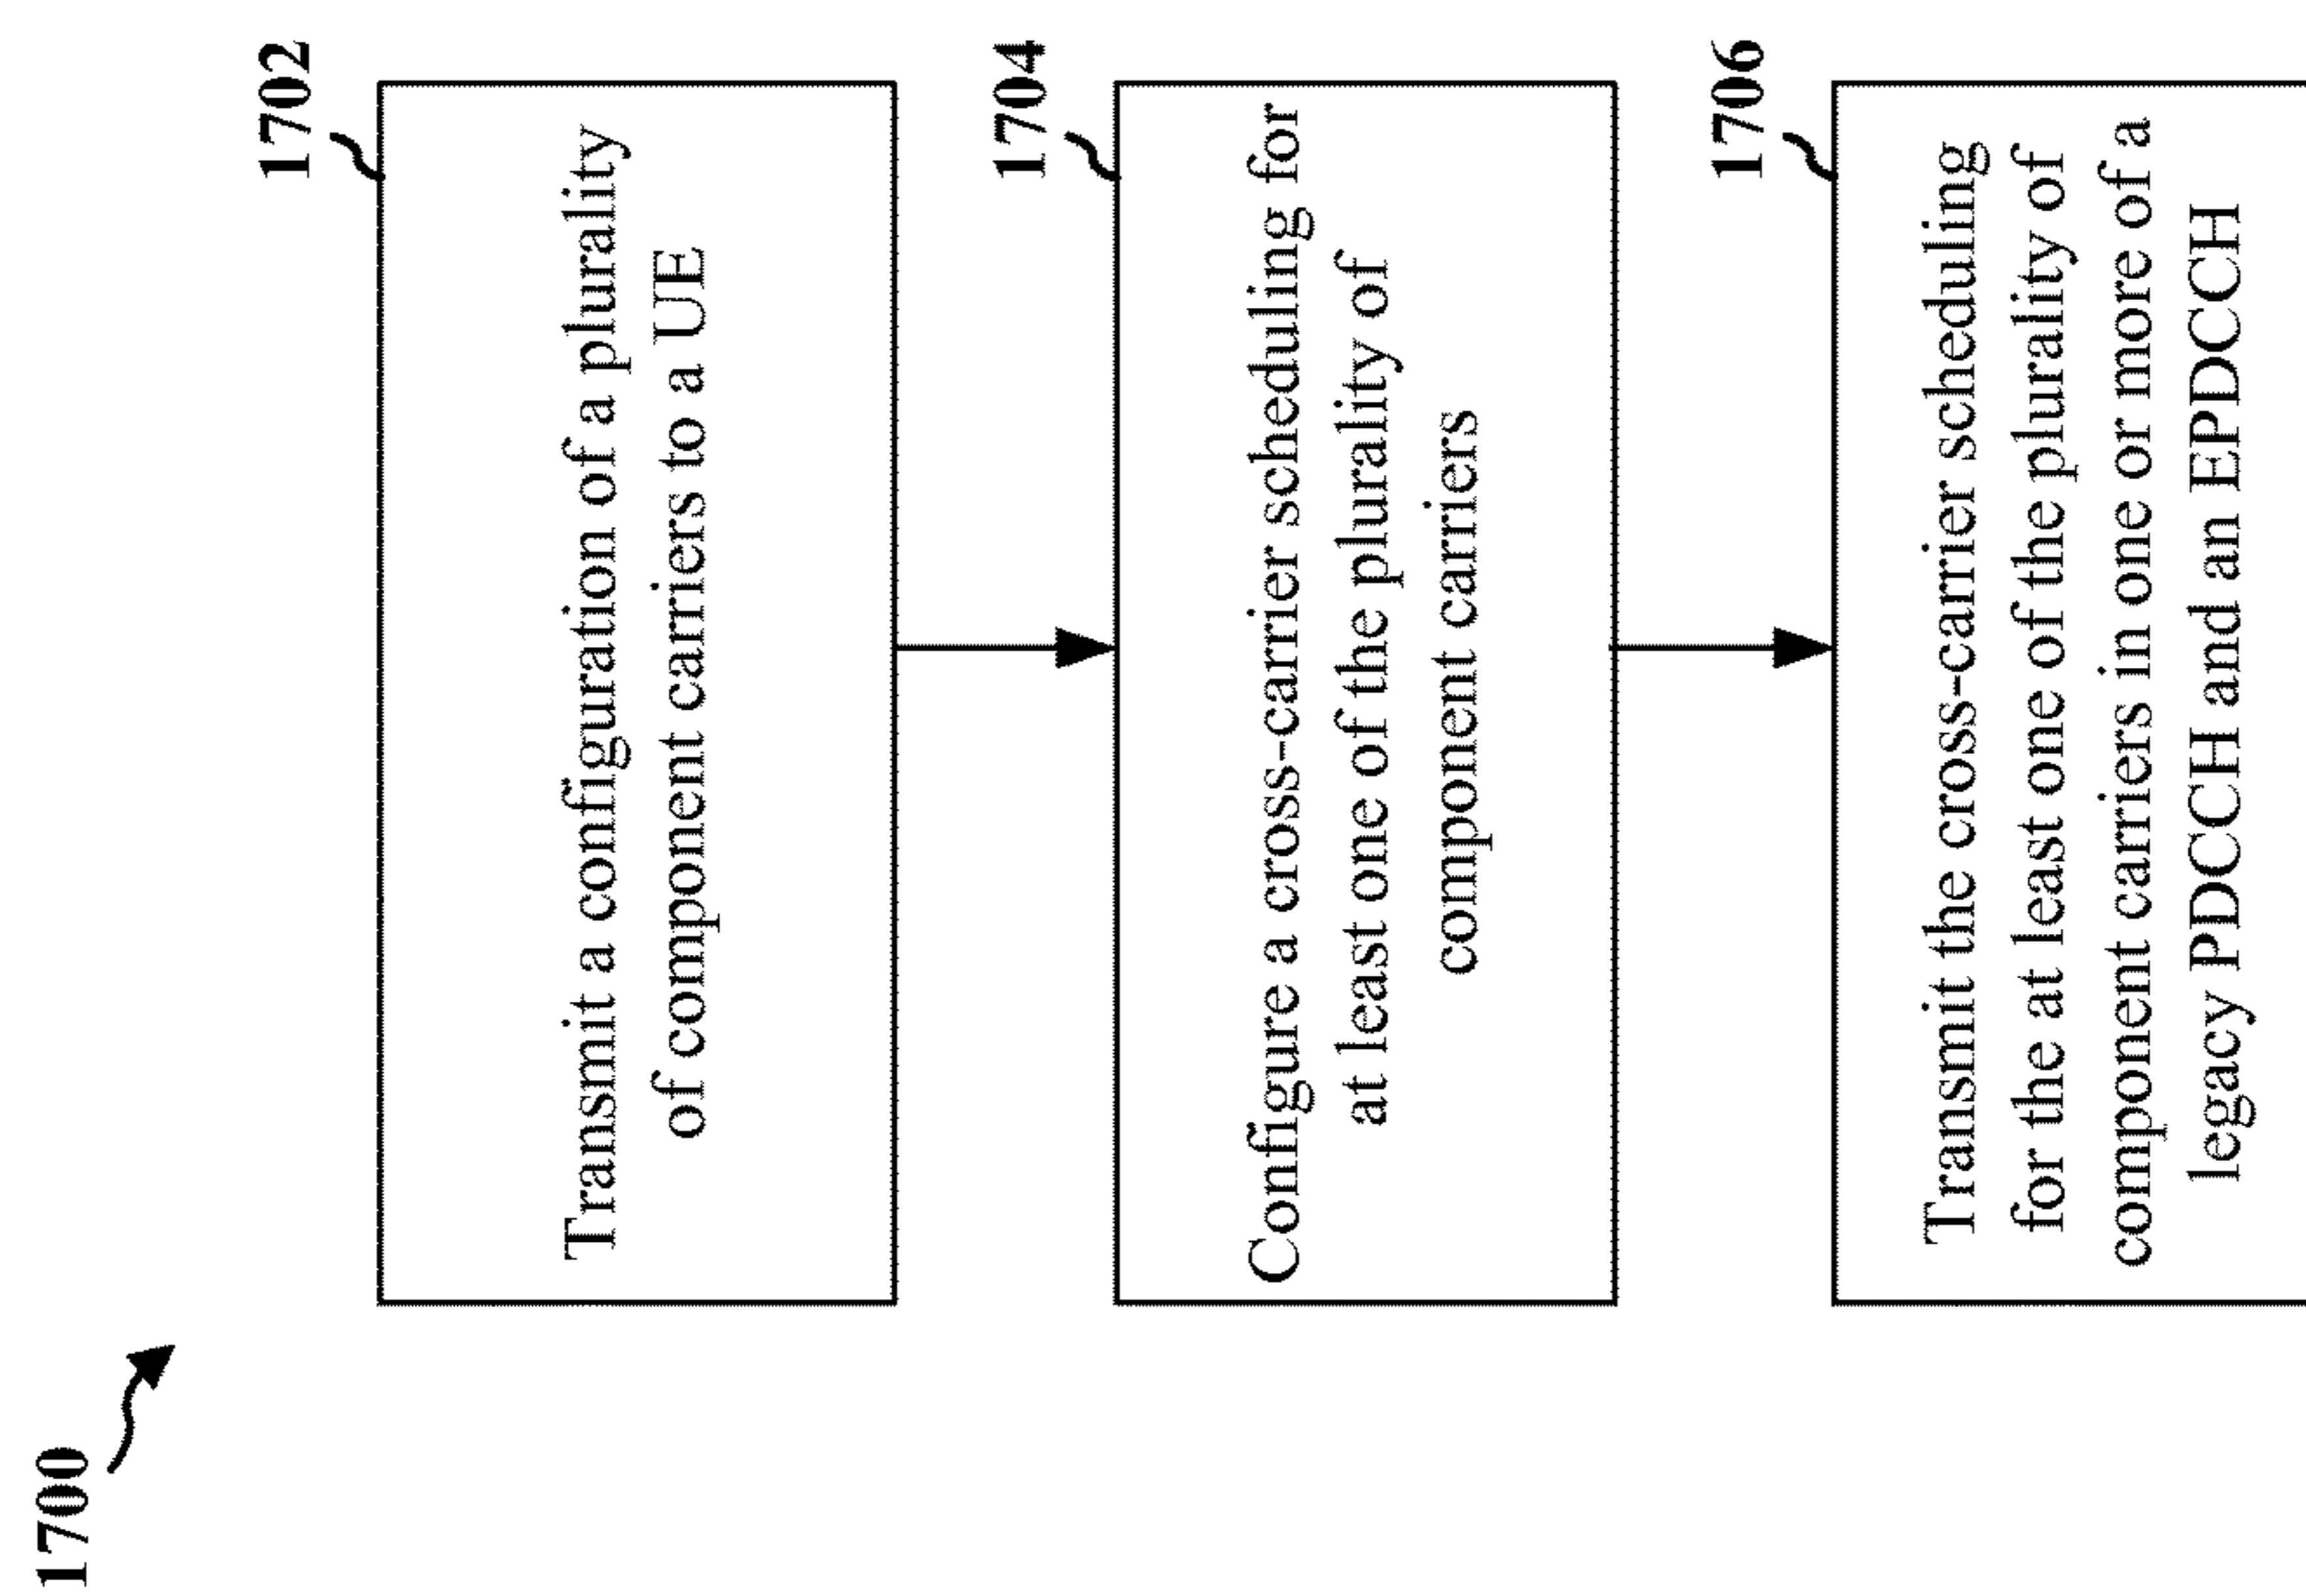 1700
1702
Transmit a configuration of a plurality
of component carriers to a UE
1704
Configure a cross-carrier scheduling for
at least one of the plurality of
component carriers
1706
Transmit the cross-carrier scheduling
for the at least one of the plurality of
component carriers in one or more of a
legacy PDCCH and an EPDCCH